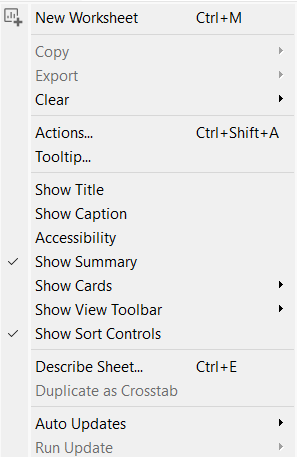 New Worksheet Ctrl+M
Copy
Export
Clear
Actions... Ctrl+Shift+A
Tooltip...
Show Title
Show Caption
Accessibility
Show Summary
Show Cards
Show View Toolbar
Show Sort Controls
Describe Sheet... Ctrl+E
Duplicate as Crosstab
Auto Updates
Run Update